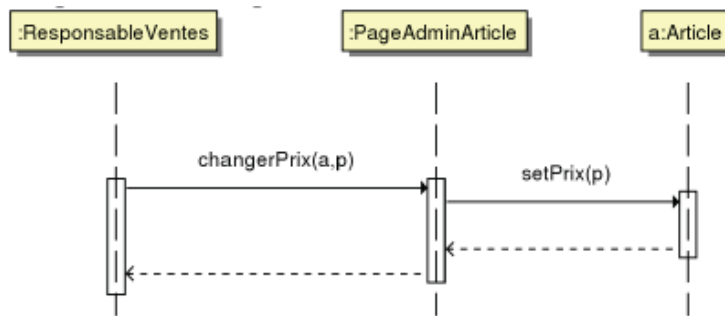 :ResponsableVentes
:PageAdminArticle
a:Article
changerPrix(a,p)
setPrix(p)